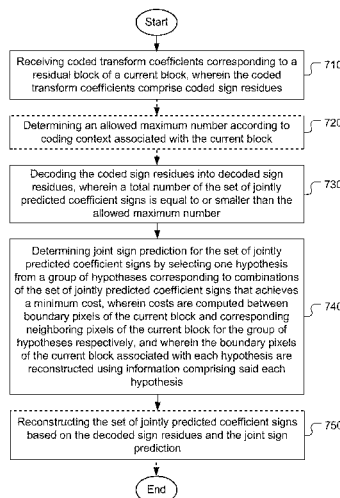 Start
Receiving coded transform coefficients corresponding to a
residual block of a current block, wherein the coded
transform coefficients comprise coded sign residues
710
Determining an allowed maximum number according to
coding context associated with the current block
720
Decoding the coded sign residues into decoded sign
residues, wherein a total number of the set of jointly
predicted coefficient signs is equal to or smaller than the
allowed maximum number
730
Determining joint sign prediction for the set of jointly
predicted coefficient signs by selecting one hypothesis
from a group of hypotheses corresponding to combinations
of the set of jointly predicted coefficient signs that achieves
a minimum cost, wherein costs are computed between
boundary pixels of the current block and corresponding
neighboring pixels of the current block for the group of
hypotheses respectively, and wherein the boundary pixels
of the current block associated with each hypothesis are
reconstructed using information comprising said each
hypothesis
740
Reconstructing the set of jointly predicted coefficient signs
based on the decoded sign residues and the joint sign
prediction
750
End